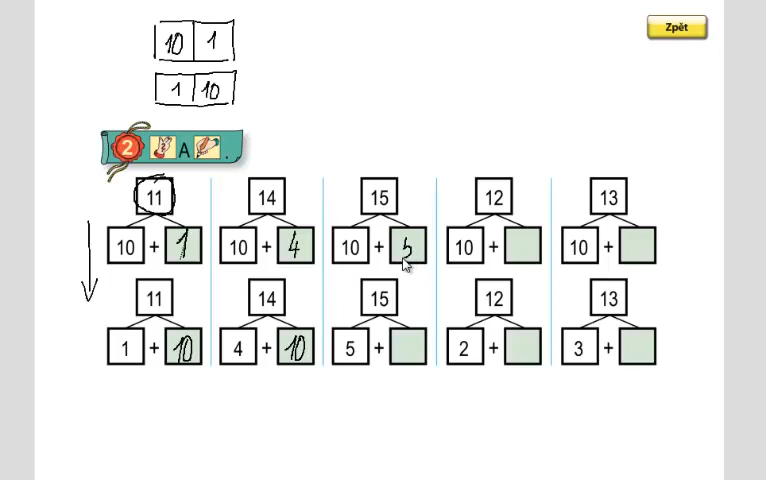 10 1 Zpět
1 10
2 A .
11 14 15 12 13
10 + 1 10 + 4 10 + 5 10 + 10 +
11 14 15 12 13
1 + 10 4 + 10 5 + 2 + 3 +